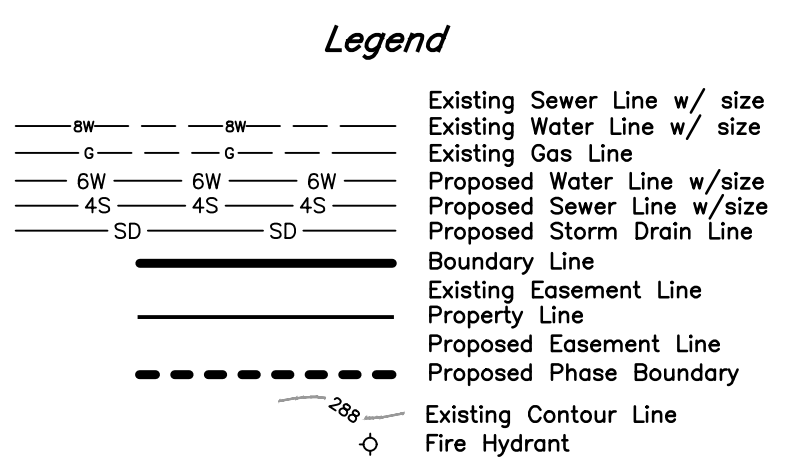 Legend
Existing Sewer Line w/ size
8W 8W Existing Water Line w/ size
G G Existing Gas Line
6W 6W 6W Proposed Water Line w/size
4S 4S 4S Proposed Sewer Line w/size
SD SD Proposed Storm Drain Line
Boundary Line
Existing Easement Line
Property Line
Proposed Easement Line
Proposed Phase Boundary
288 Existing Contour Line
Fire Hydrant